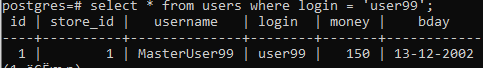 postgres=# select * from users where login = 'user99';
id | store_id | username | login | money | bday
----+----------+--------------+--------+-------+------------
1 | 1 | MasterUser99 | user99 | 150 | 13-12-2002